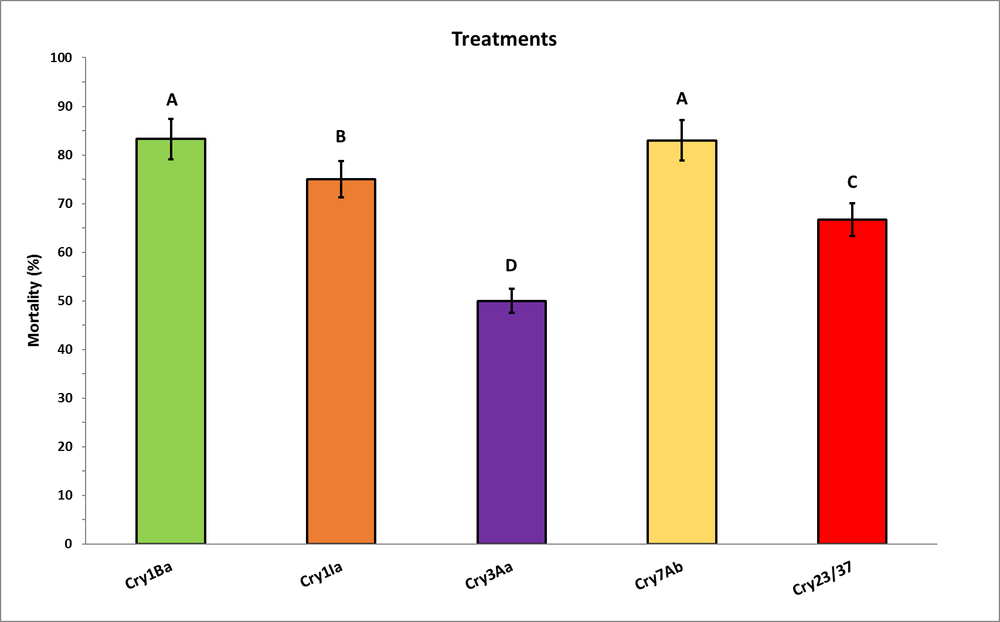 Treatments
100
90
80
70
60
50
40
30
20
10
0
Mortality (%)
A
B
D
A
C
Cry1Ba
Cry1Ia
Cry3Aa
Cry7Ab
Cry23/37